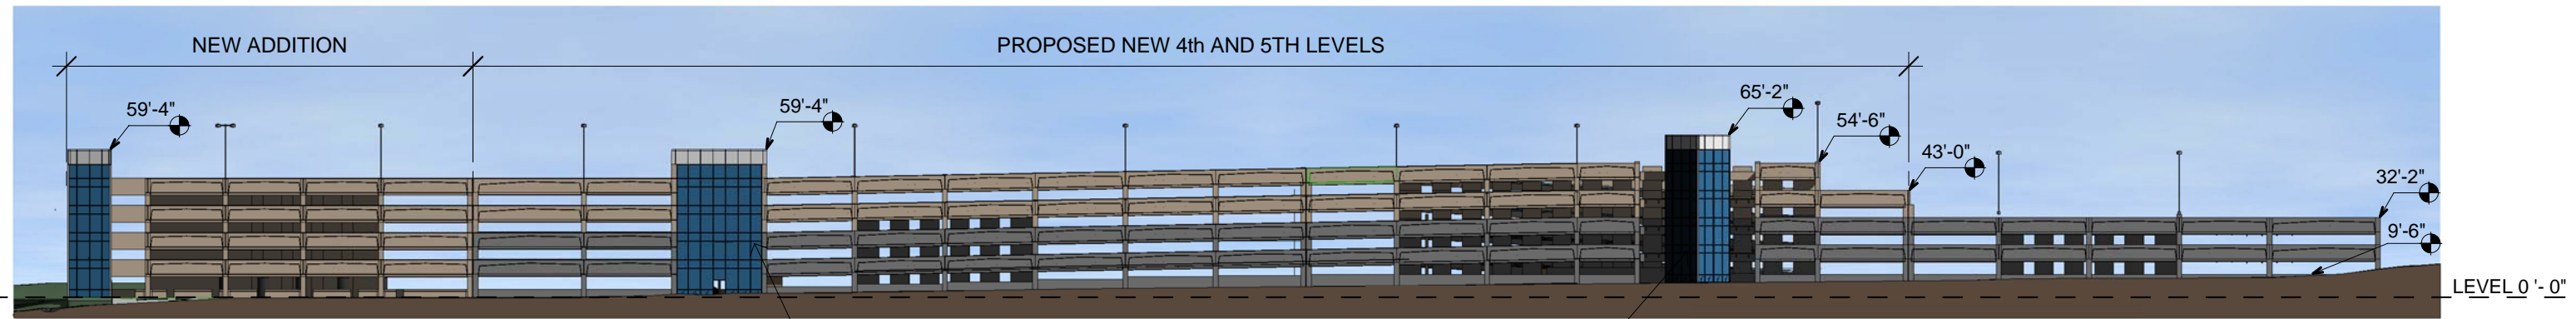 NEW ADDITION
PROPOSED NEW 4th AND 5TH LEVELS
59'-4"
59'-4"
65'-2"
54'-6"
43'-0"
32'-2"
9'-6"
LEVEL 0 '- 0"